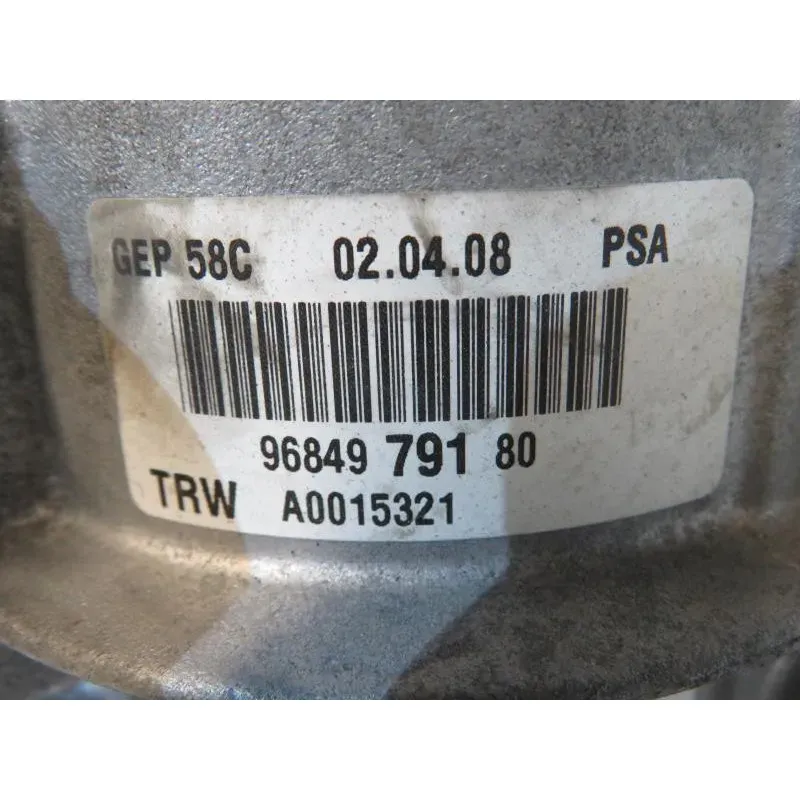 GEP 58C 02.04.08 PSA
96849 791 80
TRW A0015321